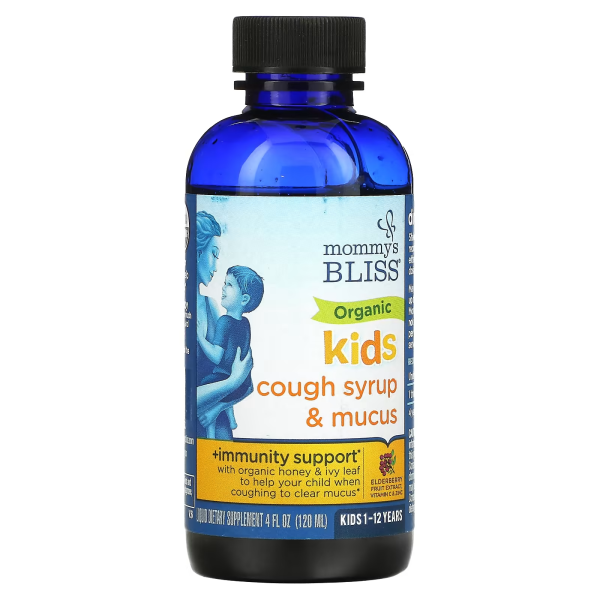 mommy's
BLISS®
Organic
kids
cough syrup
& mucus
+immunity support*
with organic honey & ivy leaf
to help your child when
coughing to clear mucus*
ELDERBERRY
FRUIT EXTRACT,
VITAMIN C & ZINC
LIQUID DIETARY SUPPLEMENT 4 FL OZ (120 ML)
KIDS 1-12 YEARS